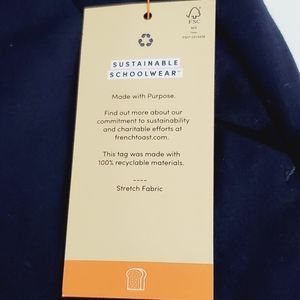 FSC
SUSTAINABLE
SCHOOLWEAR™
Made with Purpose.
Find out more about our
commitment to sustainability
and charitable efforts at
frenchtoast.com.
This tag was made with
100% recyclable materials.
----
Stretch Fabric